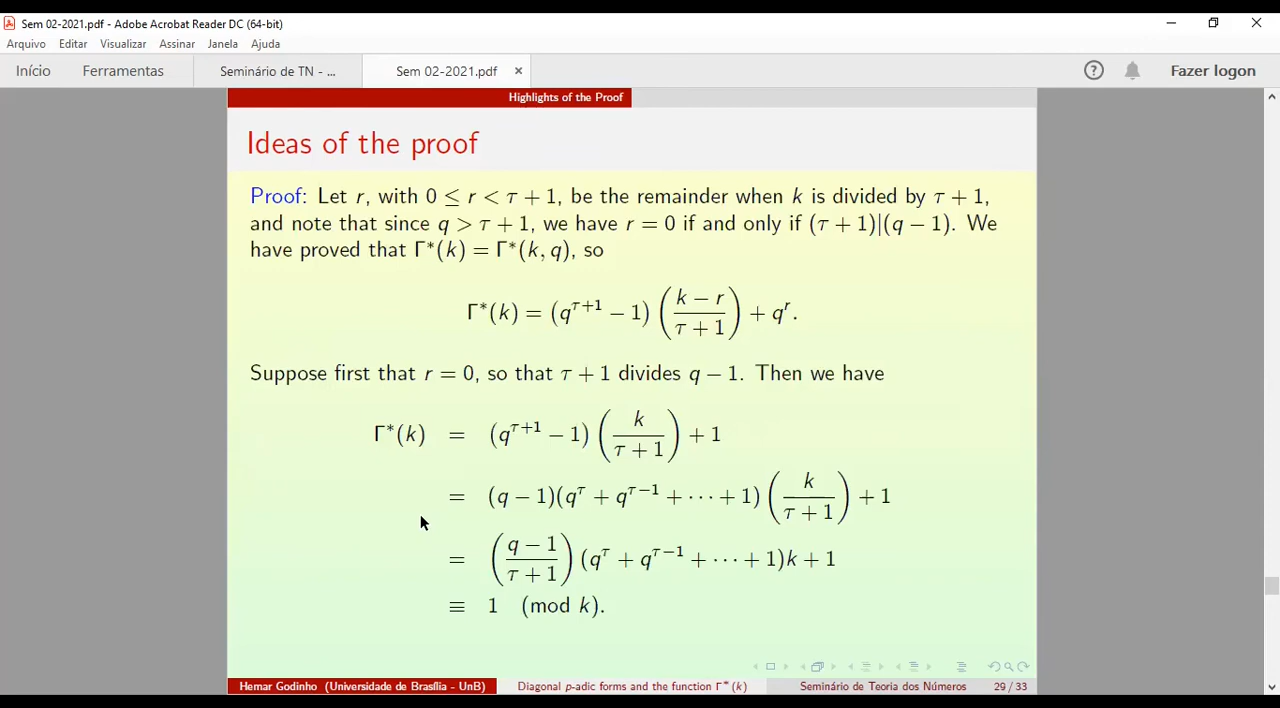 Sem 02-2021.pdf - Adobe Acrobat Reader DC (64-bit)
Arquivo Editar Visualizar Assinar Janela Ajuda
Início Ferramentas Seminário de TN - ... Sem 02-2021.pdf × ? Fazer logon
Highlights of the Proof
Ideas of the proof
Proof: Let r, with 0 ≤ r < τ + 1, be the remainder when k is divided by τ + 1,
and note that since q > τ + 1, we have r = 0 if and only if (τ + 1)|(q − 1). We
have proved that Γ*(k) = Γ*(k, q), so
Γ*(k) = (q^{τ+1} − 1) ((k − r)/(τ + 1)) + q^r.
Suppose first that r = 0, so that τ + 1 divides q − 1. Then we have
Γ*(k) = (q^{τ+1} − 1) (k/(τ + 1)) + 1
= (q − 1)(q^τ + q^{τ−1} + ⋯ + 1) (k/(τ + 1)) + 1
= ((q − 1)/(τ + 1)) (q^τ + q^{τ−1} + ⋯ + 1)k + 1
≡ 1 (mod k).
Hemar Godinho (Universidade de Brasília - UnB) Diagonal p-adic forms and the function Γ*(k) Seminário de Teoria dos Números 29 / 33